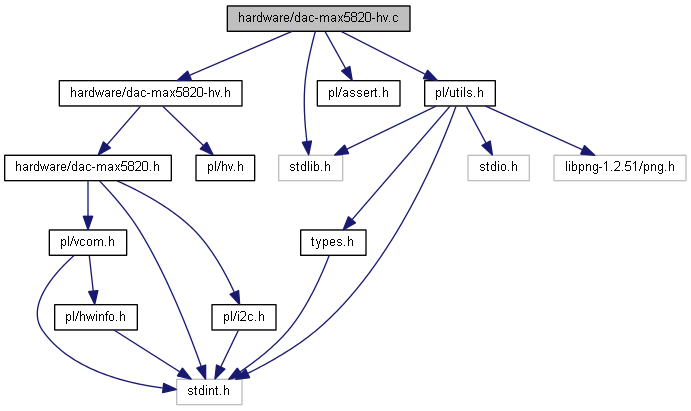 hardware/dac-max5820-hv.c
hardware/dac-max5820-hv.h
pl/assert.h
pl/utils.h
hardware/dac-max5820.h
pl/hv.h
stdlib.h
stdio.h
libpng-1.2.51/png.h
pl/vcom.h
types.h
pl/hwinfo.h
pl/i2c.h
stdint.h